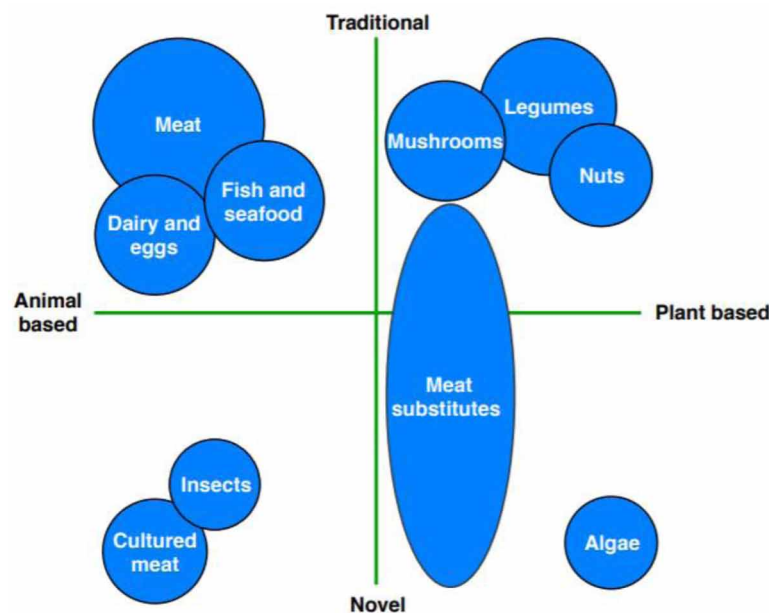 Traditional
Meat
Legumes
Mushrooms
Nuts
Fish and
seafood
Dairy and
eggs
Animal
based
Plant based
Meat
substitutes
Insects
Cultured
meat
Algae
Novel